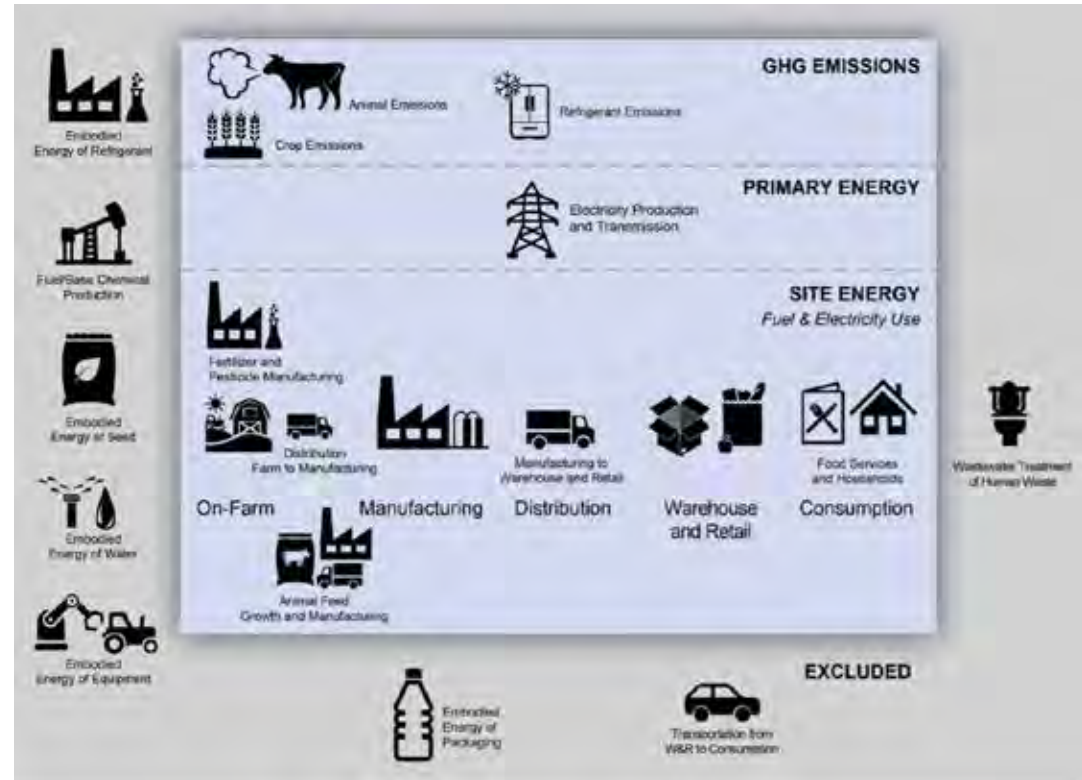 GHG EMISSIONS
Animal Emissions
Crop Emissions
Refrigerant Emissions
PRIMARY ENERGY
Electricity Production
and Transmission
SITE ENERGY
Fuel & Electricity Use
Fertilizer and
Pesticide Manufacturing
Distribution
Farm to Manufacturing
Manufacturing to
Warehouse and Retail
Food Services
and Households
On-Farm
Manufacturing
Distribution
Warehouse
and Retail
Consumption
Animal Feed
Growth and Manufacturing
Embodied
Energy of Refrigerant
Fuel/Base Chemical
Production
Embodied
Energy of Seed
Embodied
Energy of Water
Embodied
Energy of Equipment
Wastewater Treatment
of Human Waste
EXCLUDED
Embodied
Energy of
Packaging
Transportation from
W&R to Consumption